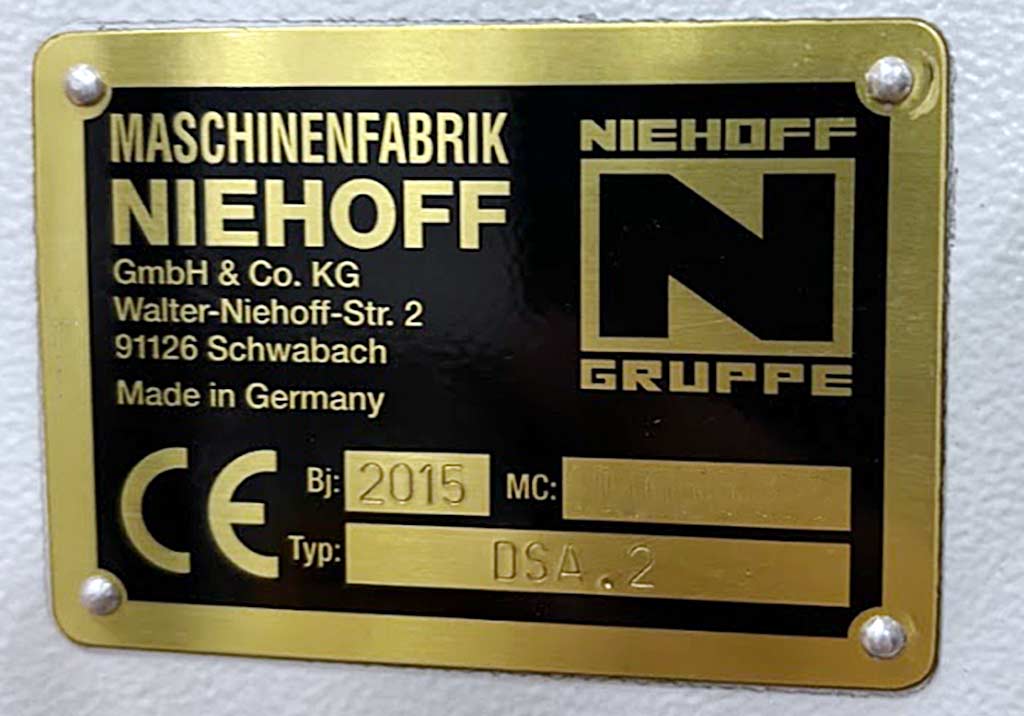 MASCHINENFABRIK
NIEHOFF
GmbH & Co. KG
Walter-Niehoff-Str. 2
91126 Schwabach
Made in Germany
NIEHOFF
N
GRUPPE
CE
Bj: 2015 MC:
Typ: DSA.2